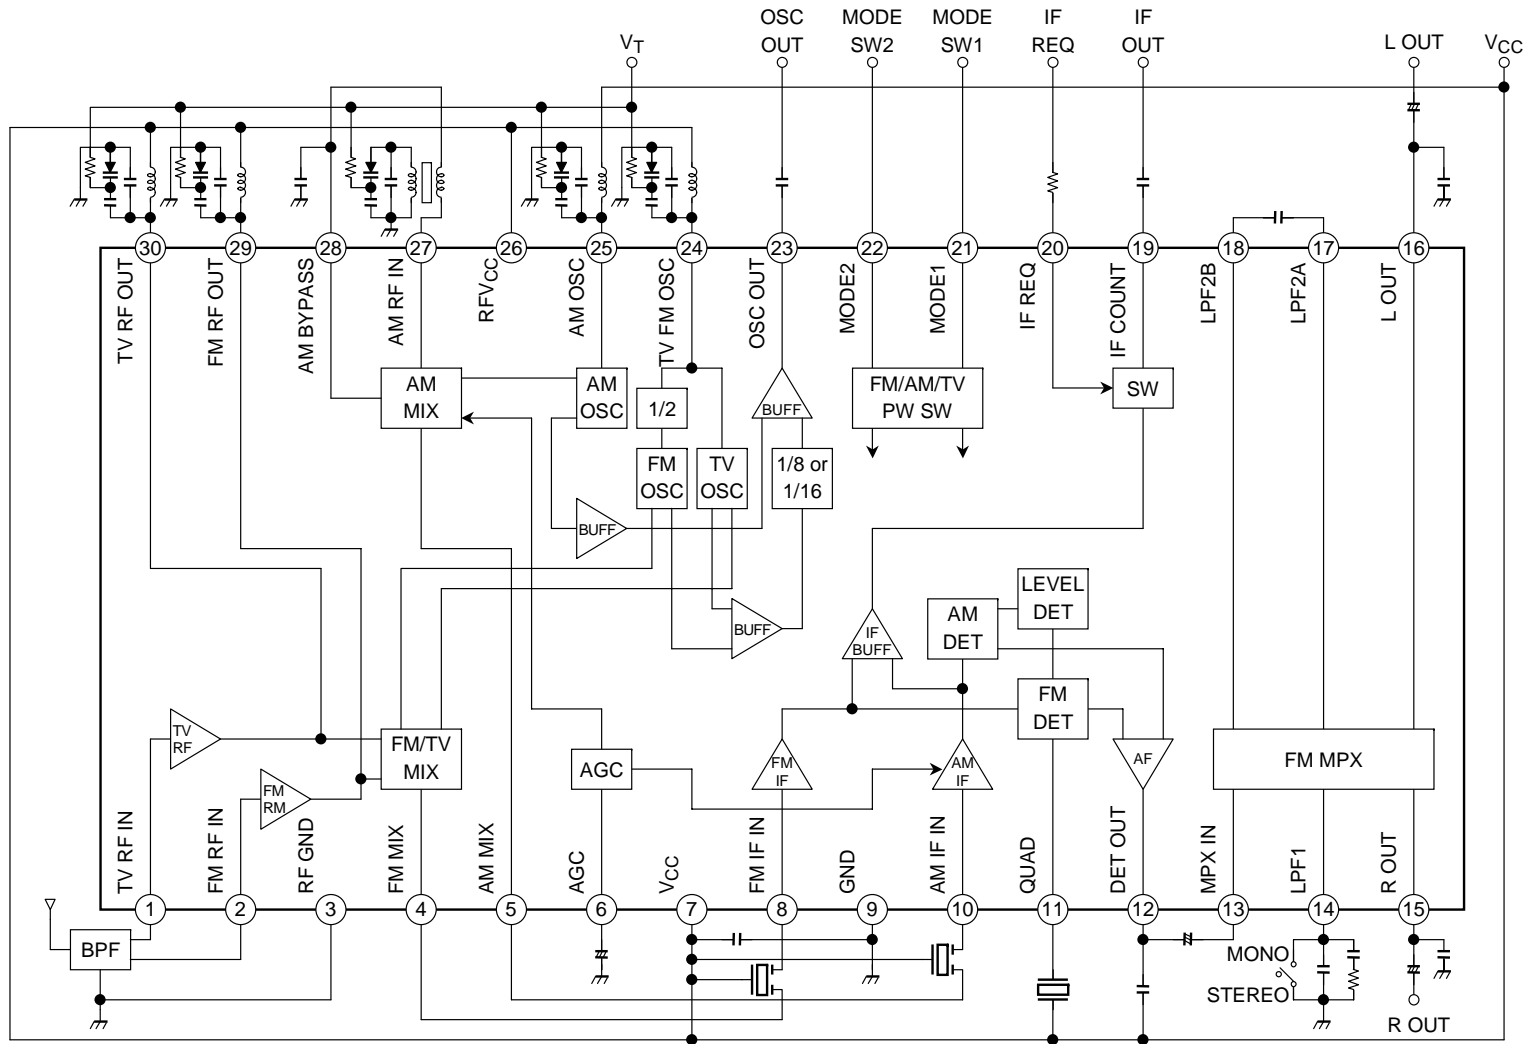 OSC
OUT
MODE
SW2
MODE
SW1
IF
REQ
IF
OUT
VT
L OUT
VCC
30
29
28
27
26
25
24
23
22
21
20
19
18
17
16
TV RF OUT
FM RF OUT
AM BYPASS
AM RF IN
RFVCC
AM OSC
TV FM OSC
OSC OUT
MODE2
MODE1
IF REQ
IF COUNT
LPF2B
LPF2A
L OUT
AM
MIX
AM
OSC
1/2
BUFF
FM/AM/TV
PW SW
SW
FM
OSC
TV
OSC
1/8 or
1/16
BUFF
BUFF
IF
BUFF
AM
DET
LEVEL
DET
FM
DET
TV
RF
FM/TV
MIX
FM
RM
AGC
FM
IF
AM
IF
AF
FM MPX
TV RF IN
FM RF IN
RF GND
FM MIX
AM MIX
AGC
VCC
FM IF IN
GND
AM IF IN
QUAD
DET OUT
MPX IN
LPF1
R OUT
1
2
3
4
5
6
7
8
9
10
11
12
13
14
15
BPF
MONO
STEREO
R OUT